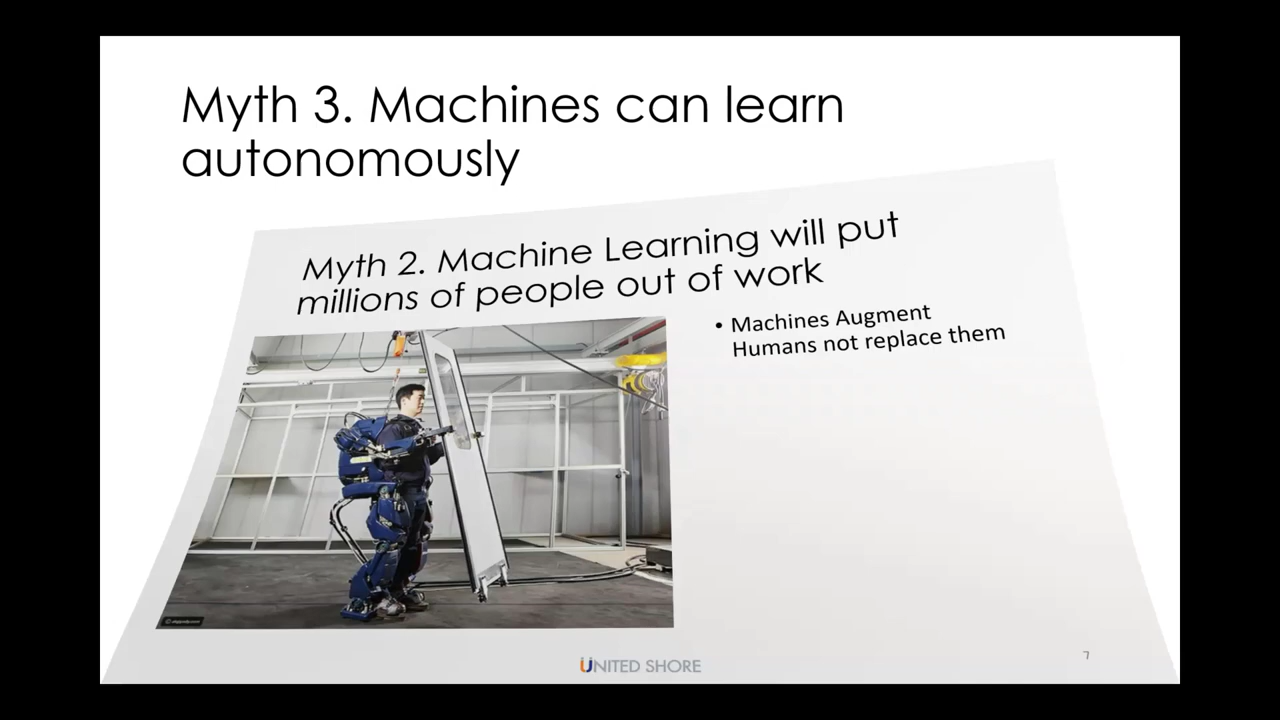 Myth 3. Machines can learn
autonomously
Myth 2. Machine Learning will put
millions of people out of work
• Machines Augment
Humans not replace them
UNITED SHORE
7